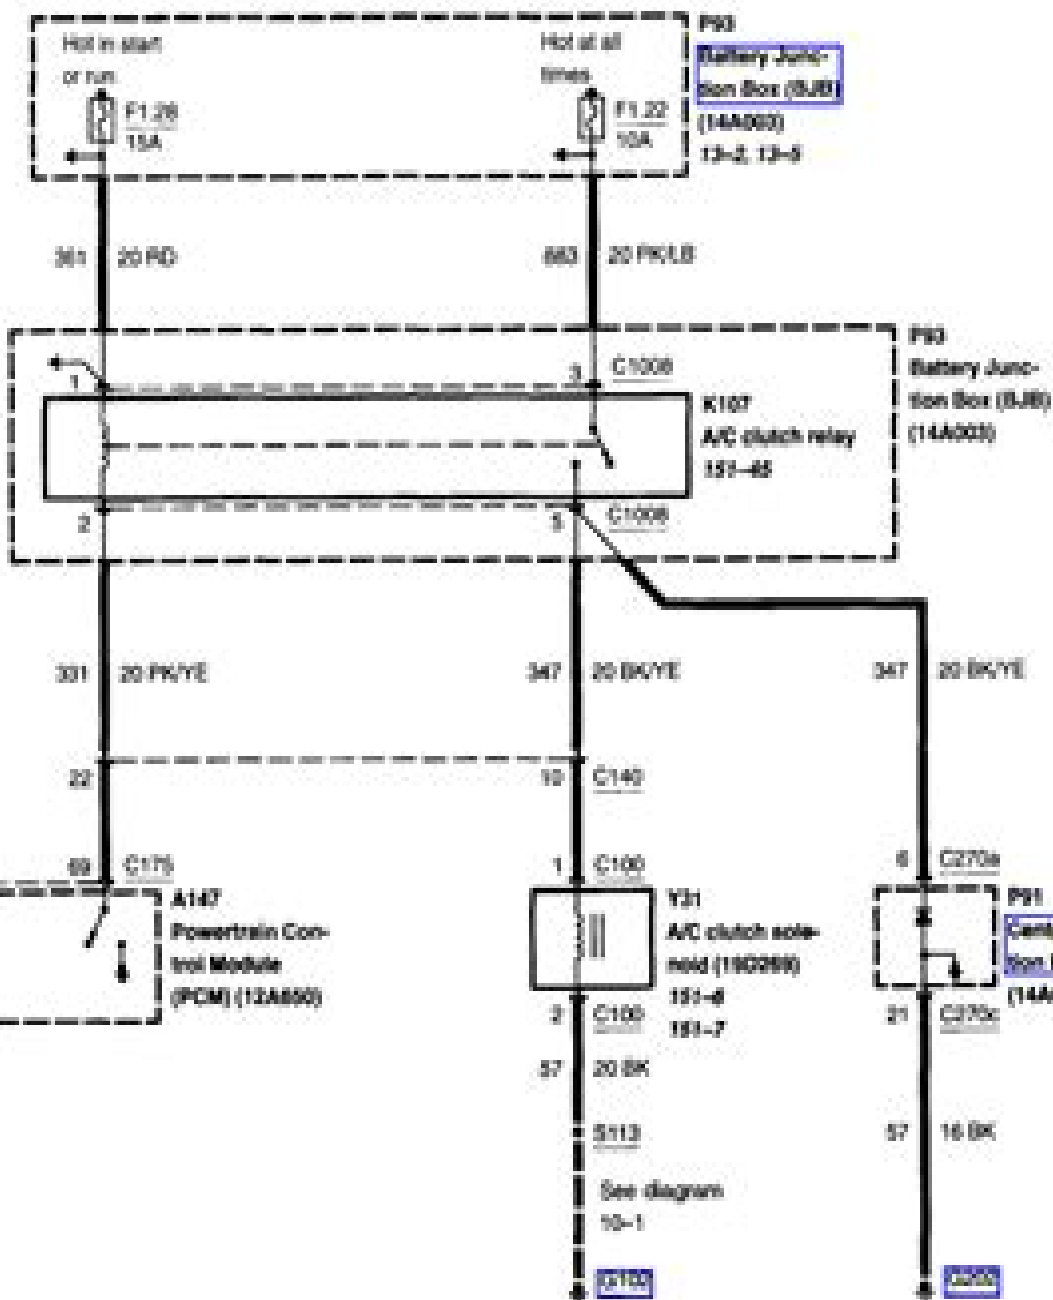 Hot in start
or run
F1.28
15A
Hot at all
times
F1.22
10A
P93
Battery Junc-
tion Box (BJB)
(14A003)
13-2, 13-5
361
20 RD
883
20 PK/LB
1
3
C1008
K107
A/C clutch relay
151-45
P93
Battery Junc-
tion Box (BJB)
(14A003)
2
5
C1008
331
20 PK/YE
347
20 BK/YE
347
20 BK/YE
22
10
C140
69
C175
A147
Powertrain Con-
trol Module
(PCM) (12A650)
1
C100
Y31
A/C clutch sole-
noid (19D269)
151-6
151-7
6
C270a
P91
Cent
tion
(14A
2
C100
57
20 BK
21
C270c
S113
57
16 BK
See diagram
10-1
G100
G200